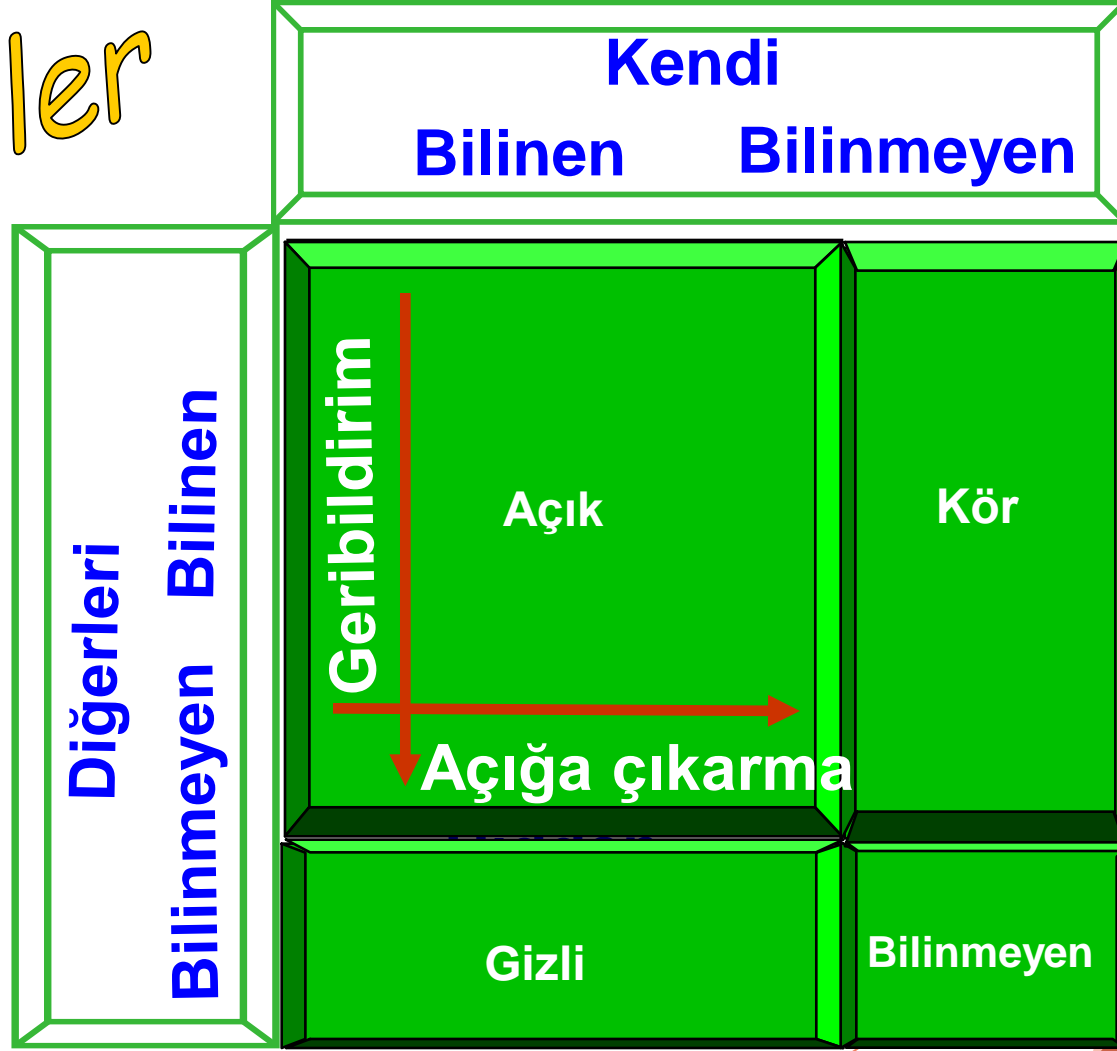 ler
Kendi
Bilinen Bilinmeyen
Diğerleri
Bilinmeyen Bilinen
Geribildirim
Açık
Kör
Açığa çıkarma
Gizli
Bilinmeyen